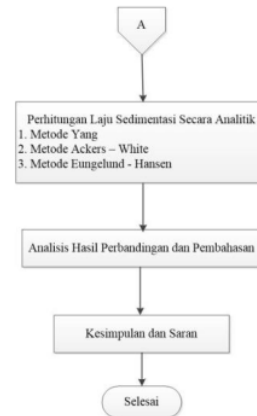 A
Perhitungan Laju Sedimentasi Secara Analitik
1. Metode Yang
2. Metode Ackers – White
3. Metode Eungelund - Hansen
Analisis Hasil Perbandingan dan Pembahasan
Kesimpulan dan Saran
Selesai